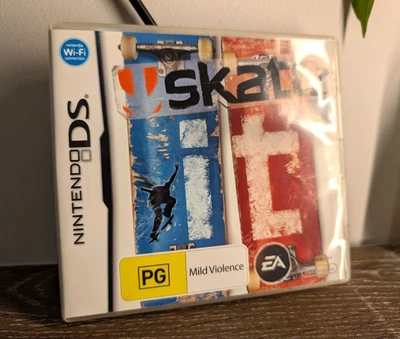 Nintendo
Wi-Fi
connection
NINTENDO DS
skate
it
PG
Mild Violence
EA